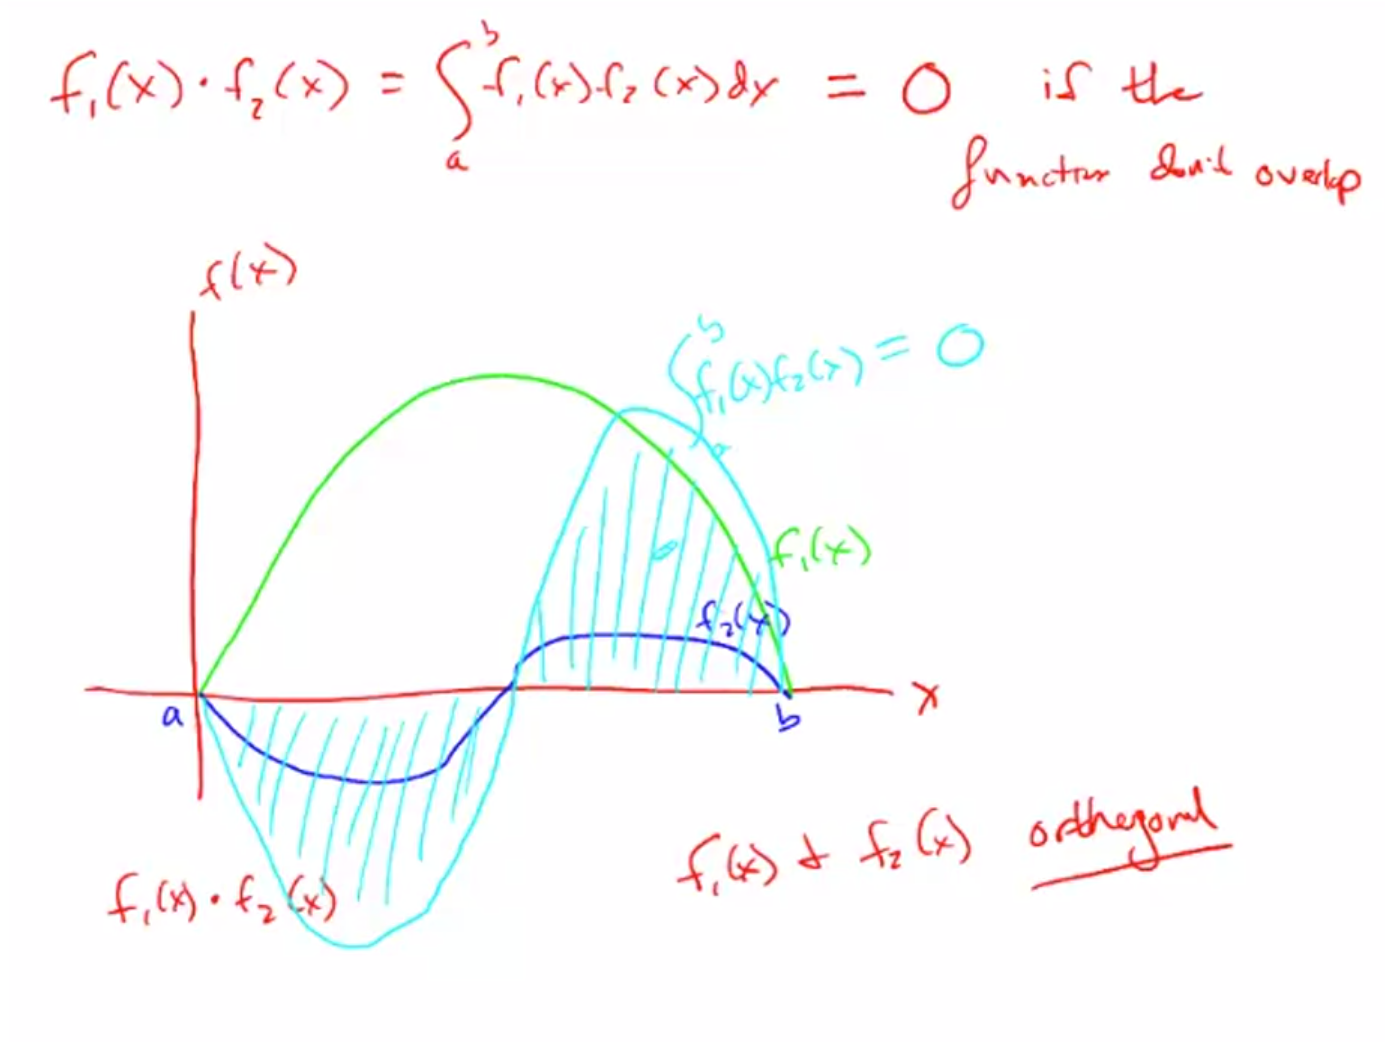 f₁(x) · f₂(x) = ∫ₐᵇ f₁(x) f₂(x) dx = 0 if the
function don't overlap
f(x)
∫ₐᵇ f₁(x) f₂(x) = 0
f₁(x)
f₂(x)
a
b
x
f₁(x) · f₂(x)
f₁(x) & f₂(x) orthogonal